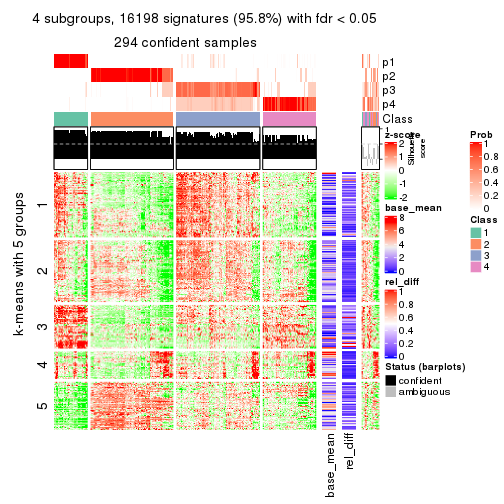 4 subgroups, 16198 signatures (95.8%) with fdr < 0.05
294 confident samples
p1
p2
p3
p4
Class
1
Silhouette
score
k-means with 5 groups
1
2
3
4
5
base_mean
rel_diff
z-score
2
1
0
-1
-2
base_mean
8
6
4
2
0
rel_diff
1
0.8
0.6
0.4
0.2
0
Status (barplots)
confident
ambiguous
Prob
1
0.8
0.6
0.4
0.2
0
Class
1
2
3
4